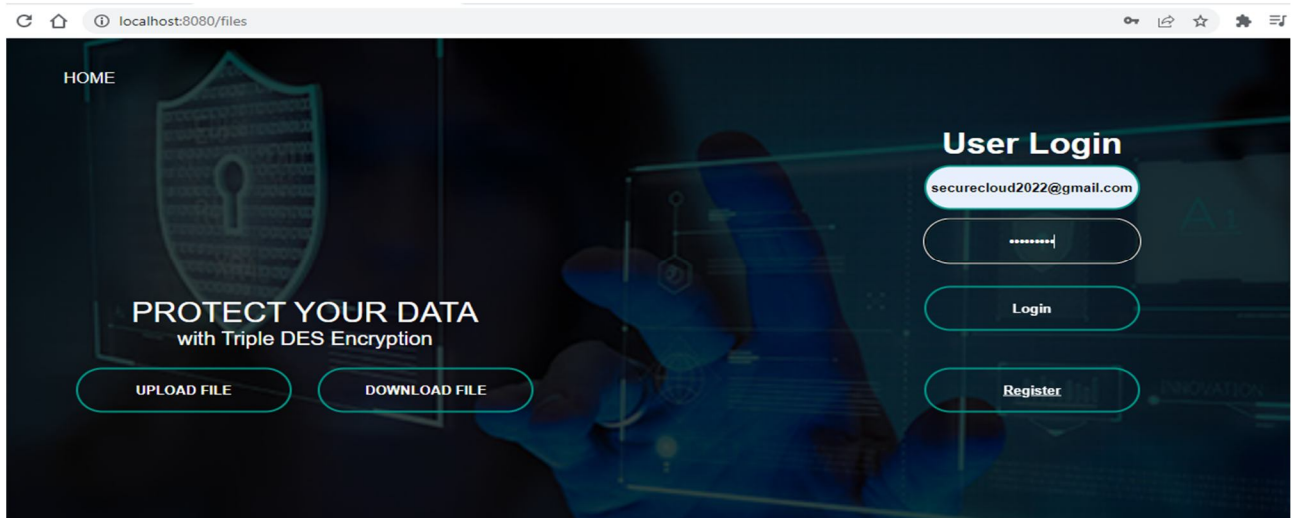 localhost:8080/files
HOME
User Login
securecloud2022@gmail.com
•••••••••
PROTECT YOUR DATA
with Triple DES Encryption
Login
UPLOAD FILE
DOWNLOAD FILE
Register
INNOVATION